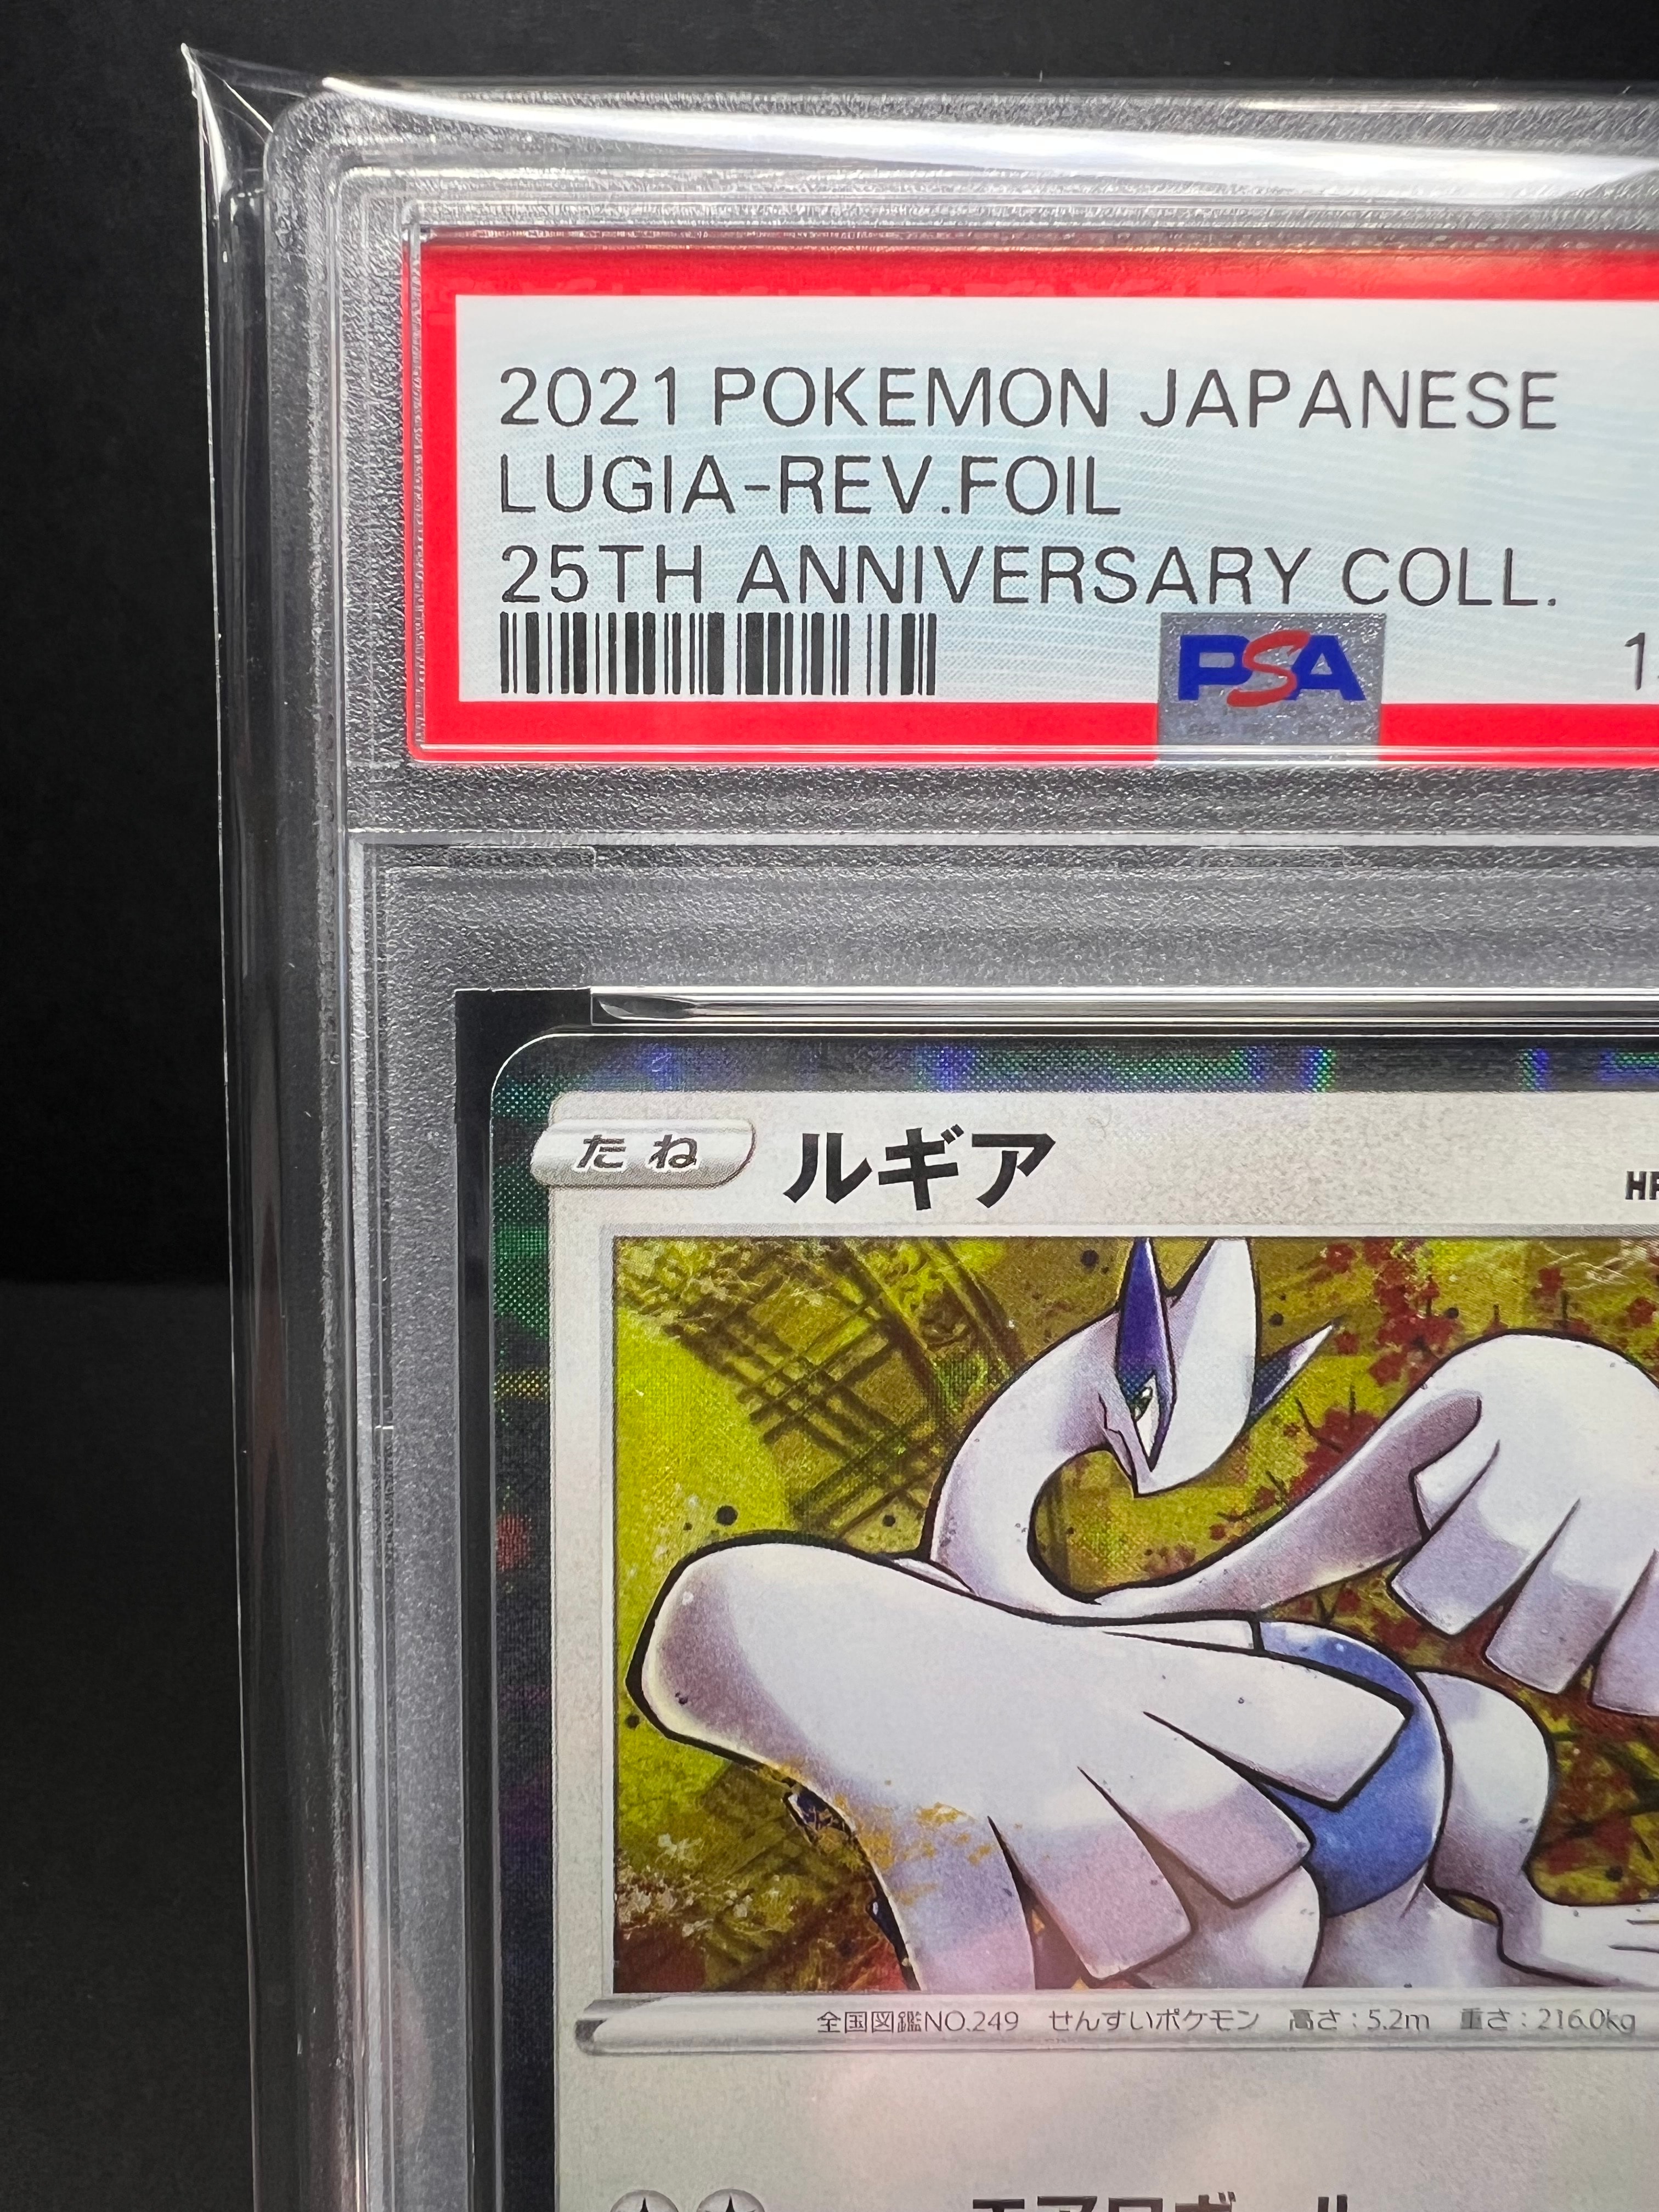 2021 POKEMON JAPANESE
LUGIA-REV.FOIL
25TH ANNIVERSARY COLL.
PSA
たね ルギア
全国図鑑NO.249 せんすいポケモン 高さ:5.2m 重さ:216.0kg